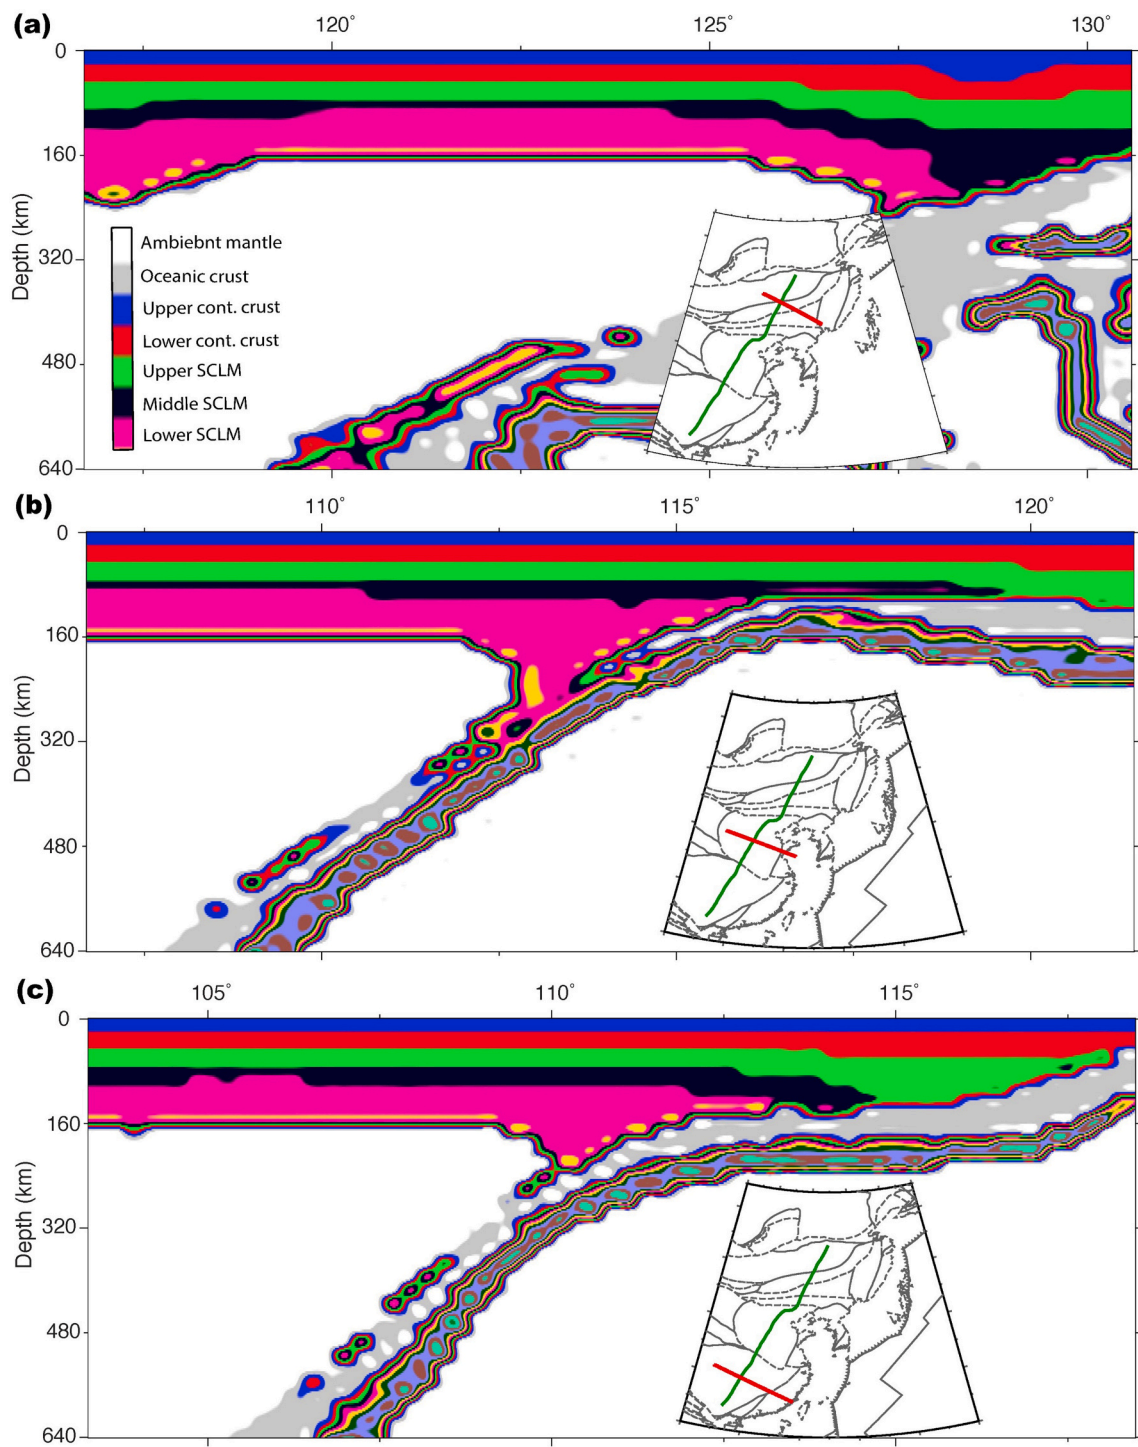 (a)
120° 125° 130°
0
160
320
480
640
Depth (km)
Ambiebnt mantle
Oceanic crust
Upper cont. crust
Lower cont. crust
Upper SCLM
Middle SCLM
Lower SCLM
(b)
110° 115° 120°
0
160
320
480
640
Depth (km)
(c)
105° 110° 115°
0
160
320
480
640
Depth (km)